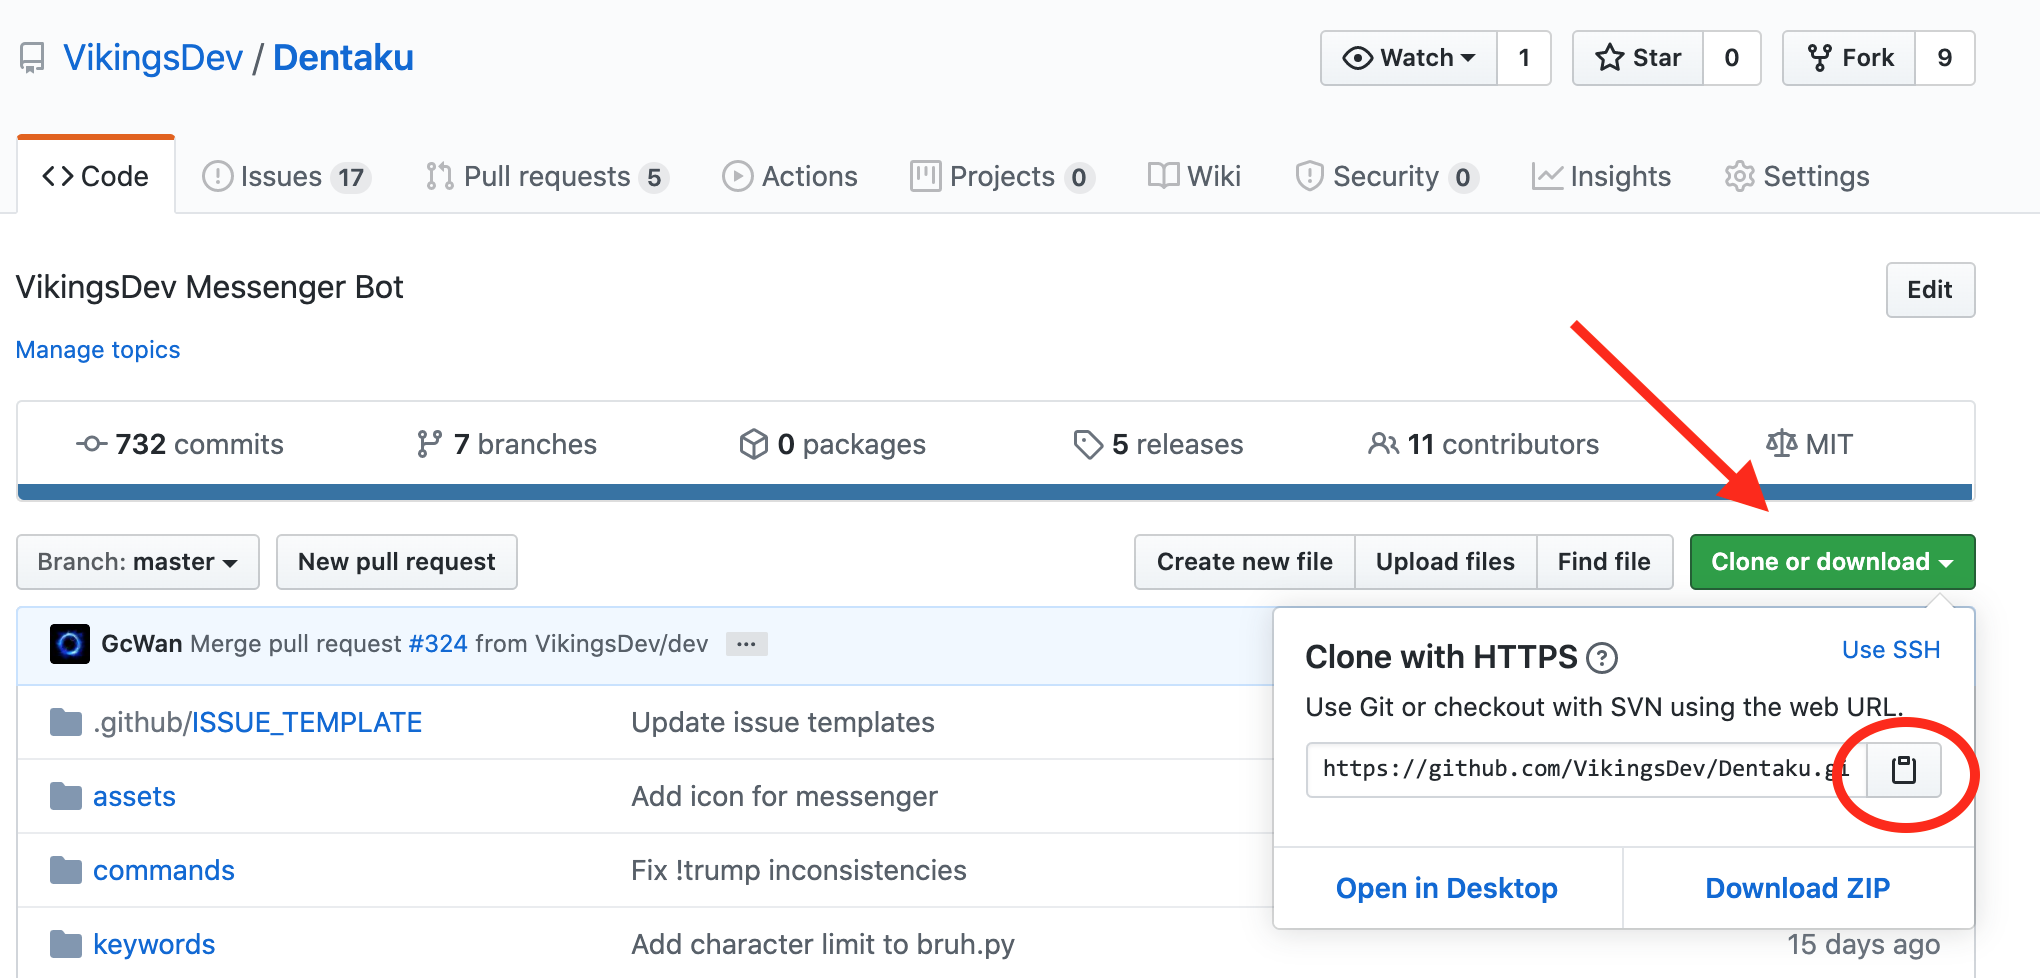 VikingsDev / Dentaku
Watch 1 Star 0 Fork 9
Code Issues 17 Pull requests 5 Actions Projects 0 Wiki Security 0 Insights Settings
VikingsDev Messenger Bot Edit
Manage topics
732 commits 7 branches 0 packages 5 releases 11 contributors MIT
Branch: master New pull request Create new file Upload files Find file Clone or download
GcWan Merge pull request #324 from VikingsDev/dev ...
Clone with HTTPS ? Use SSH
Use Git or checkout with SVN using the web URL.
https://github.com/VikingsDev/Dentaku.gi
Open in Desktop Download ZIP
.github/ISSUE_TEMPLATE Update issue templates
assets Add icon for messenger
commands Fix !trump inconsistencies
keywords Add character limit to bruh.py 15 days ago